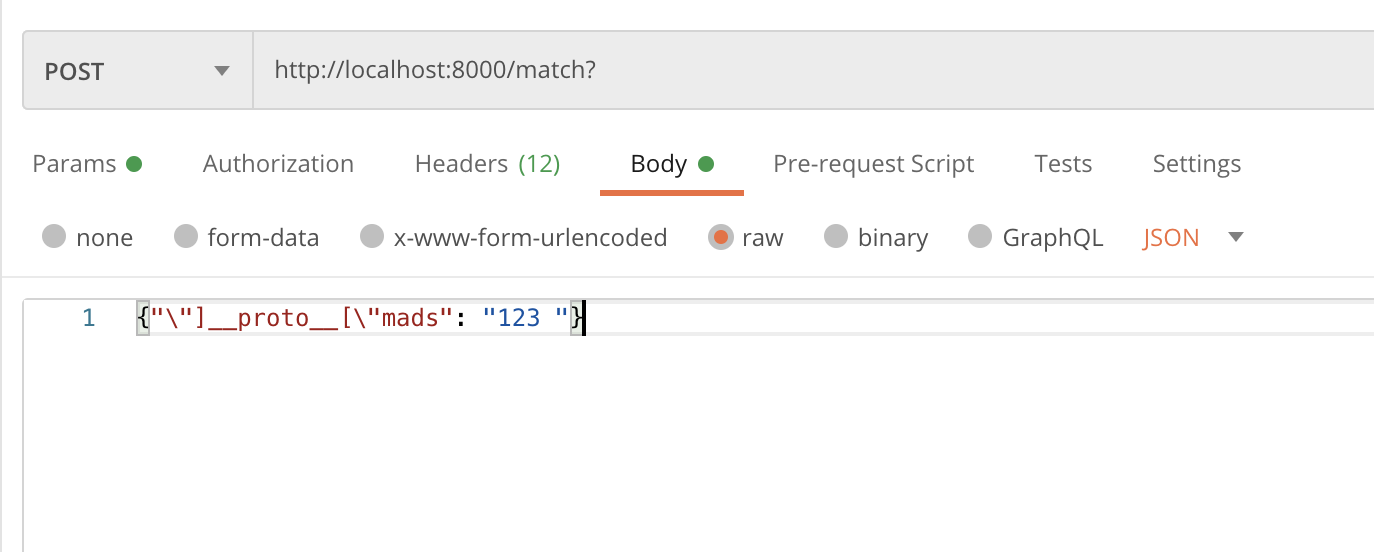 POST http://localhost:8000/match?
Params Authorization Headers (12) Body Pre-request Script Tests Settings
none form-data x-www-form-urlencoded raw binary GraphQL JSON
1 {"\"]__proto__[\"mads": "123 "}